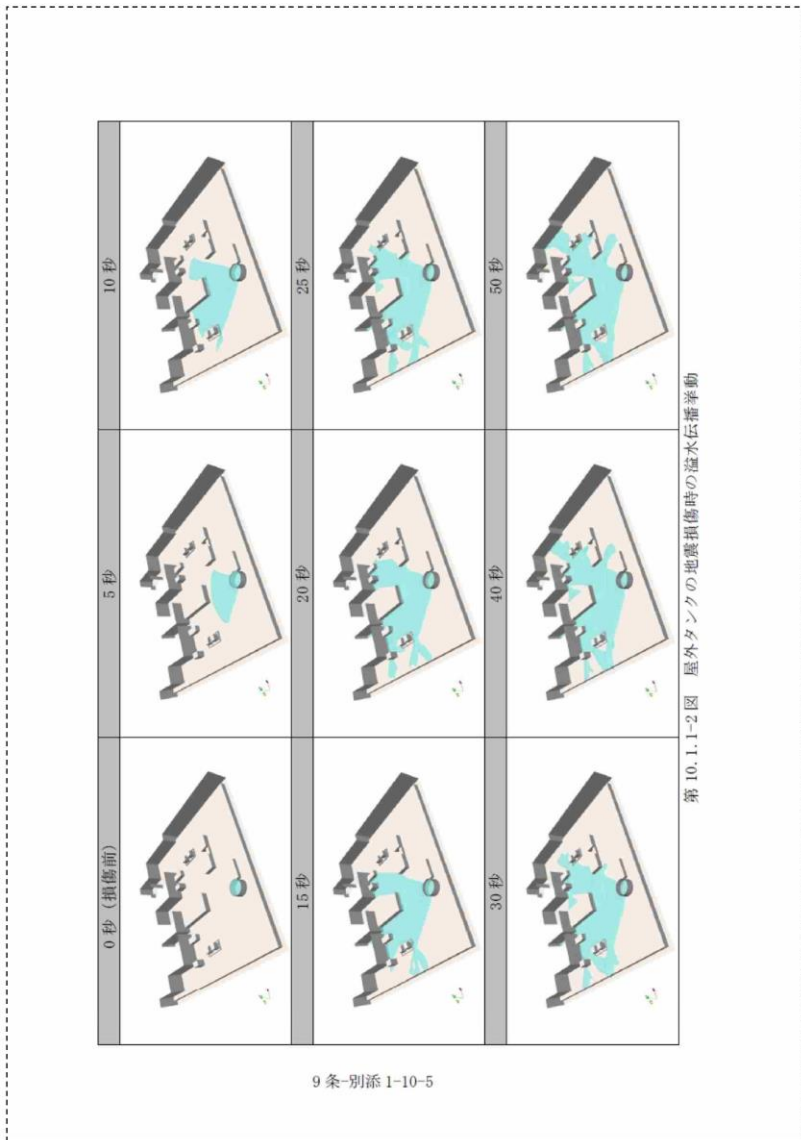 0秒（損傷前）
5秒
10秒
15秒
20秒
25秒
30秒
40秒
50秒
第10.1.1-2図　屋外タンクの地震損傷時の溢水伝播挙動
9条-別添1-10-5